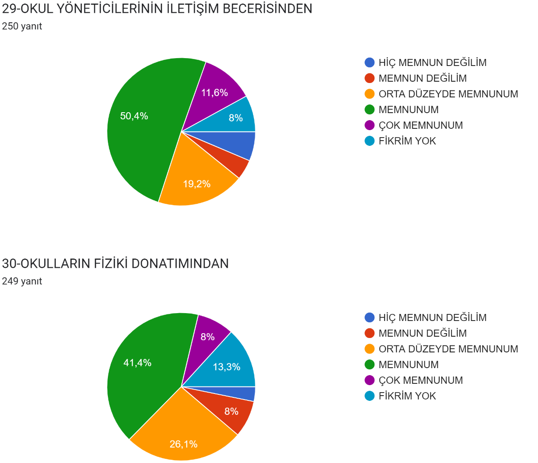 29-OKUL YÖNETİCİLERİNİN İLETİŞİM BECERİSİNDEN
250 yanıt
HİÇ MEMNUN DEĞİLİM
MEMNUN DEĞİLİM
ORTA DÜZEYDE MEMNUNUM
MEMNUNUM
ÇOK MEMNUNUM
FİKRİM YOK
11,6%
50,4%
8%
19,2%
30-OKULLARIN FİZİKİ DONATIMINDAN
249 yanıt
HİÇ MEMNUN DEĞİLİM
MEMNUN DEĞİLİM
ORTA DÜZEYDE MEMNUNUM
MEMNUNUM
ÇOK MEMNUNUM
FİKRİM YOK
8%
41,4%
13,3%
8%
26,1%